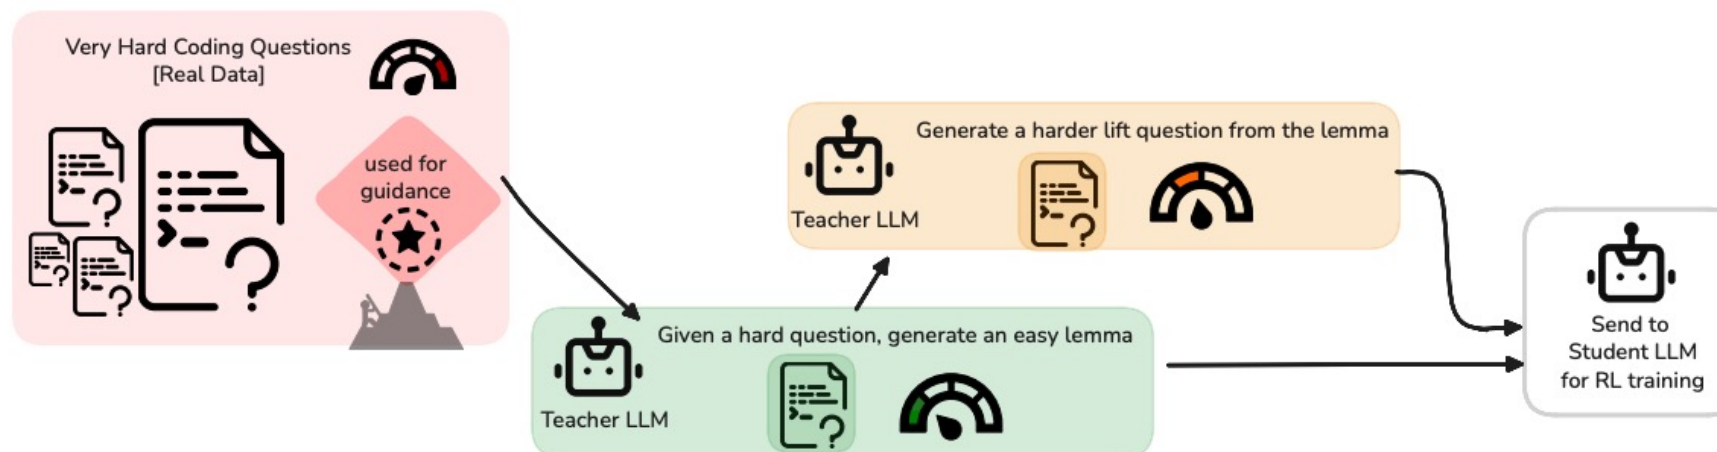 Very Hard Coding Questions
[Real Data]
used for
guidance
Generate a harder lift question from the lemma
Teacher LLM
Given a hard question, generate an easy lemma
Teacher LLM
Send to
Student LLM
for RL training